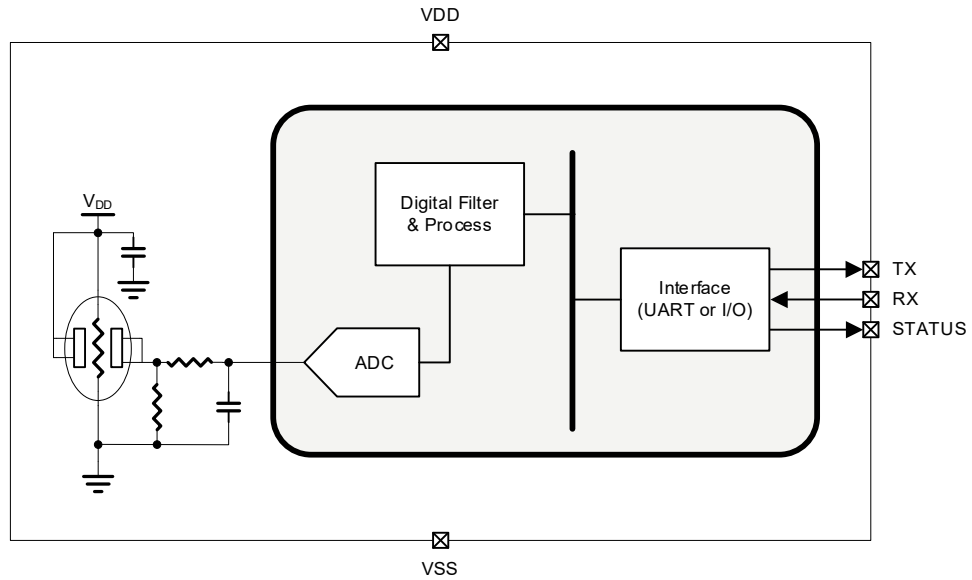 VDD
VDD
Digital Filter
& Process
Interface
(UART or I/O)
TX
RX
STATUS
ADC
VSS